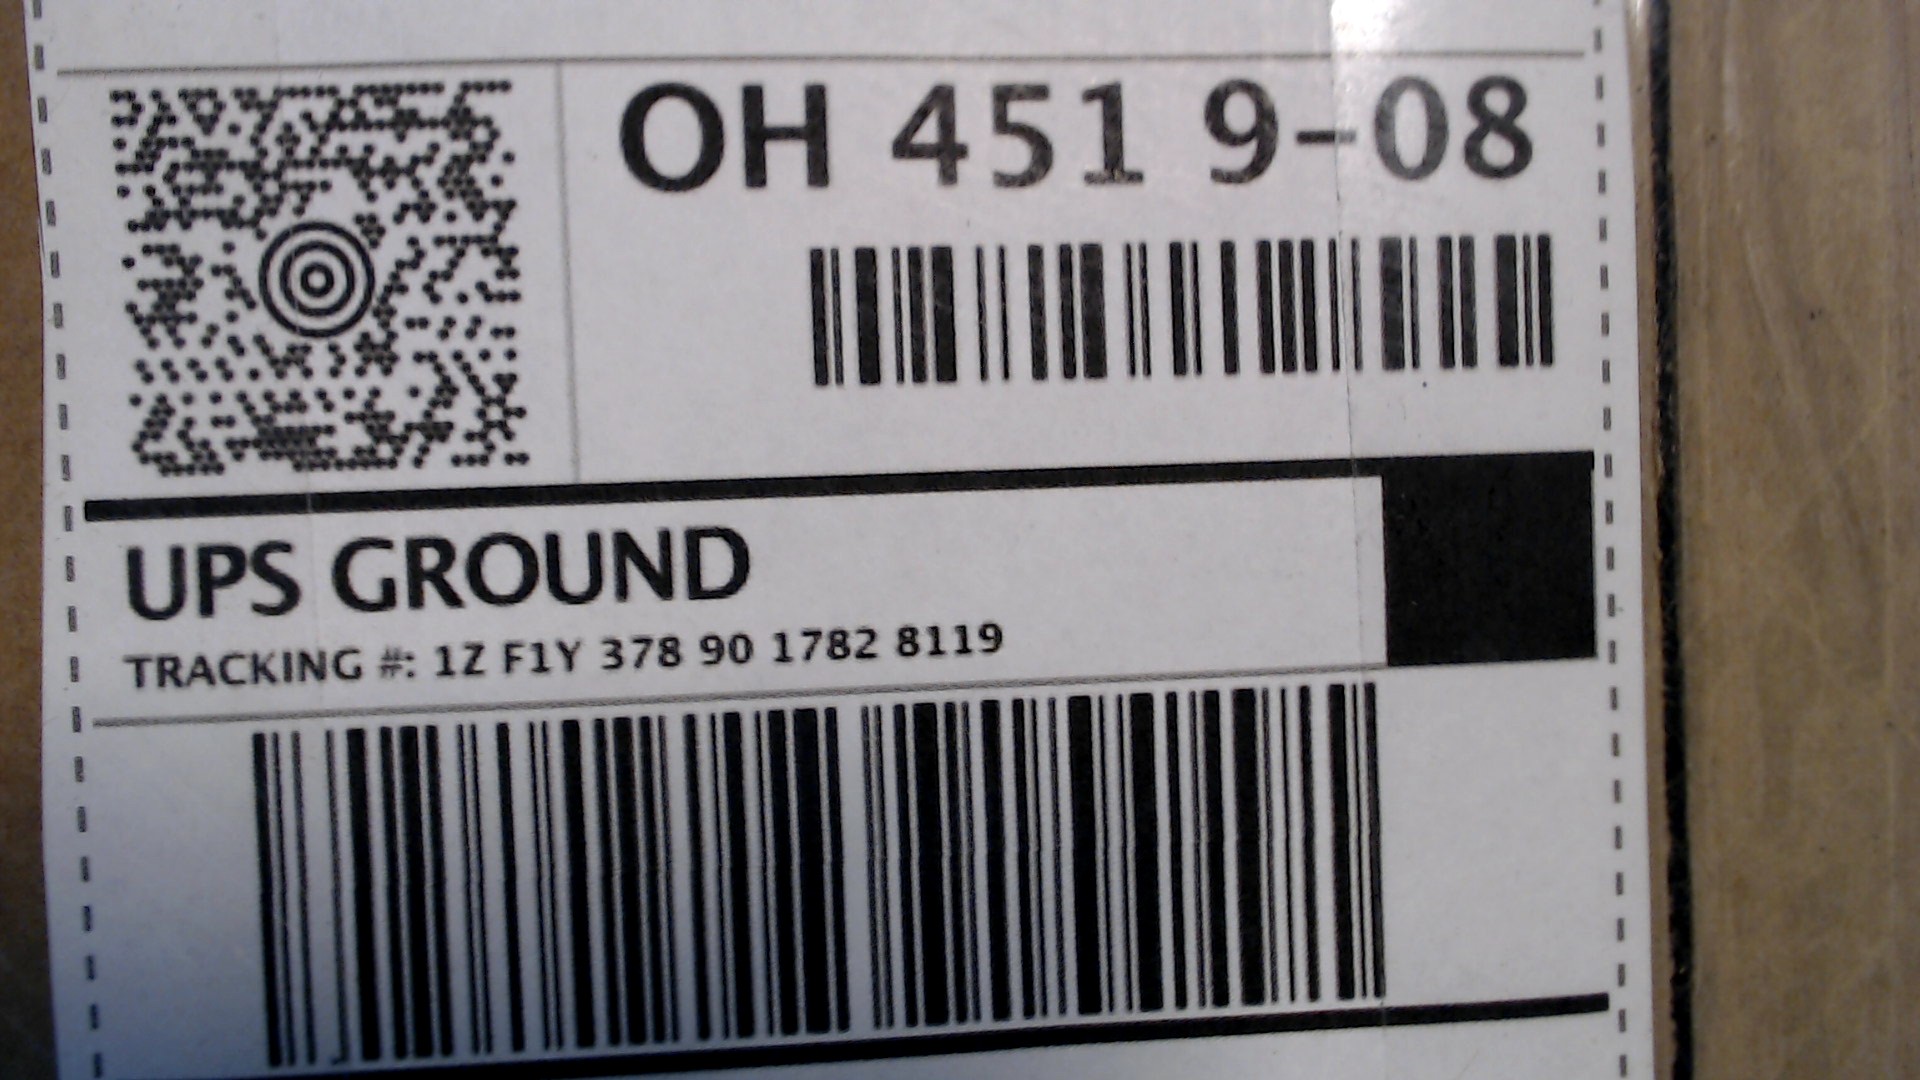 OH 451 9-08
UPS GROUND
TRACKING #: 1Z F1Y 378 90 1782 8119